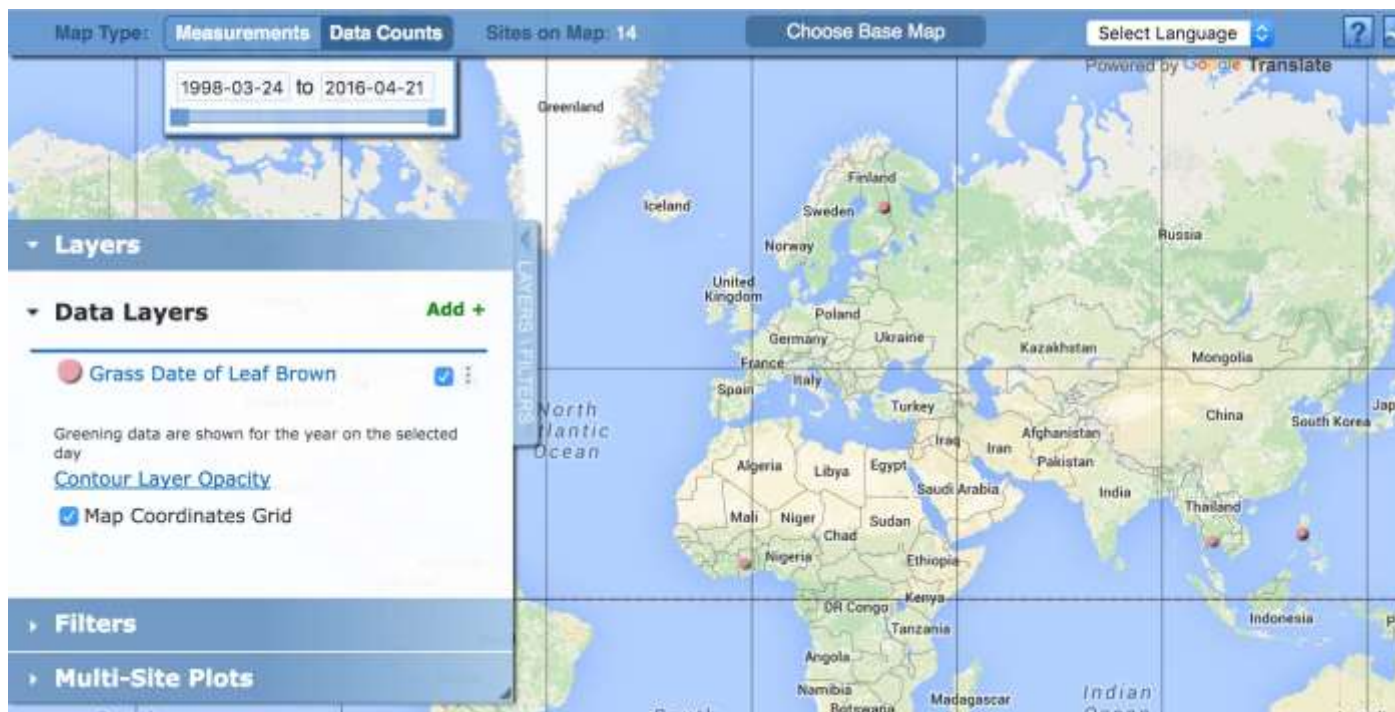 Map Type: Measurements Data Counts Sites on Map: 14 Choose Base Map Select Language ?
Powered by Google Translate
1998-03-24 to 2016-04-21
Greenland
Finland
Iceland
Sweden
Russia
Norway
Layers
United
Kingdom
LAYERS \ FILTERS
Data Layers Add +
Poland
Germany
Ukraine
Kazakhstan
Mongolia
France
Grass Date of Leaf Brown
Italy
Spain
North
Atlantic
Ocean
Turkey
China
South Korea
Jap
Afghanistan
Iraq
Iran
Pakistan
Greening data are shown for the year on the selected
day
Contour Layer Opacity
Map Coordinates Grid
Algeria
Libya
Egypt
Saudi Arabia
India
Thailand
Mali
Niger
Sudan
Chad
Nigeria
Ethiopia
Kenya
DR Congo
Filters
Tanzania
Indonesia
P
Angola
Multi-Site Plots
Namibia
Botswana
Madagascar
Indian
Ocean